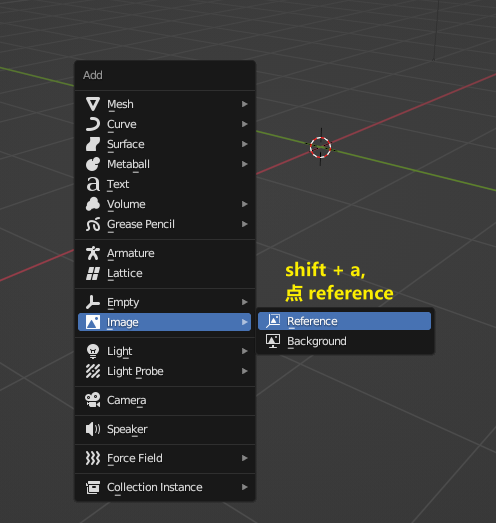 Add
Mesh
Curve
Surface
Metaball
Text
Volume
Grease Pencil
Armature
Lattice
Empty
Image
Light
Light Probe
Camera
Speaker
Force Field
Collection Instance
shift + a,
点 reference
Reference
Background